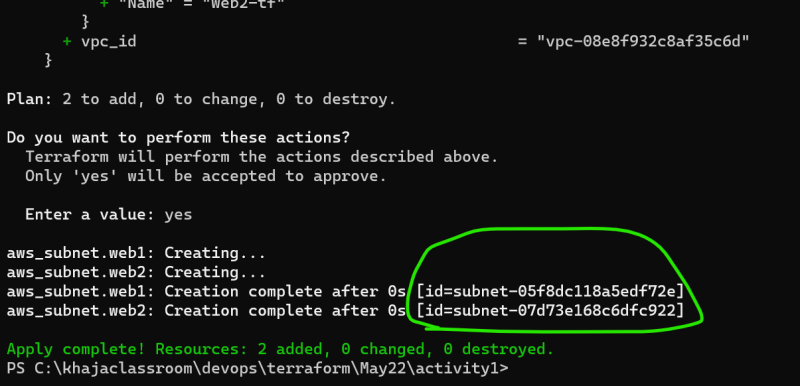 + "Name" = "web2-tf"
}
+ vpc_id = "vpc-08e8f932c8af35c6d"
}
Plan: 2 to add, 0 to change, 0 to destroy.
Do you want to perform these actions?
Terraform will perform the actions described above.
Only 'yes' will be accepted to approve.
Enter a value: yes
aws_subnet.web1: Creating...
aws_subnet.web2: Creating...
aws_subnet.web1: Creation complete after 0s [id=subnet-05f8dc118a5edf72e]
aws_subnet.web2: Creation complete after 0s [id=subnet-07d73e168c6dfc922]
Apply complete! Resources: 2 added, 0 changed, 0 destroyed.
PS C:\khajaclassroom\devops\terraform\May22\activity1>